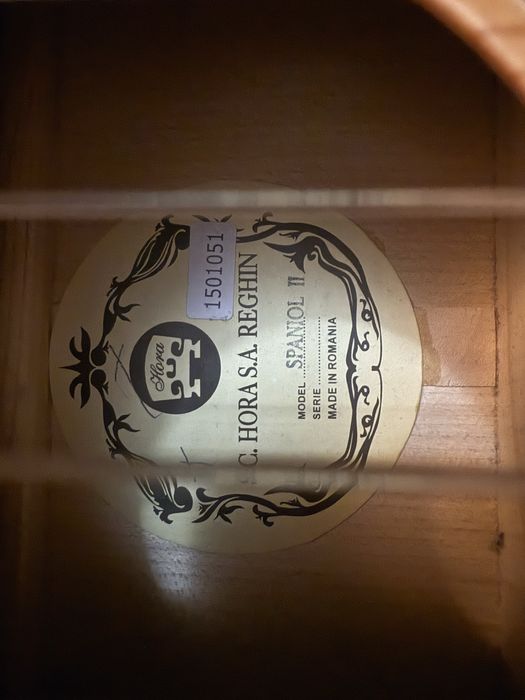 1501051
Hora
S.C. HORA S.A. REGHIN
MODEL SPANIOL II
SERIE
MADE IN ROMANIA